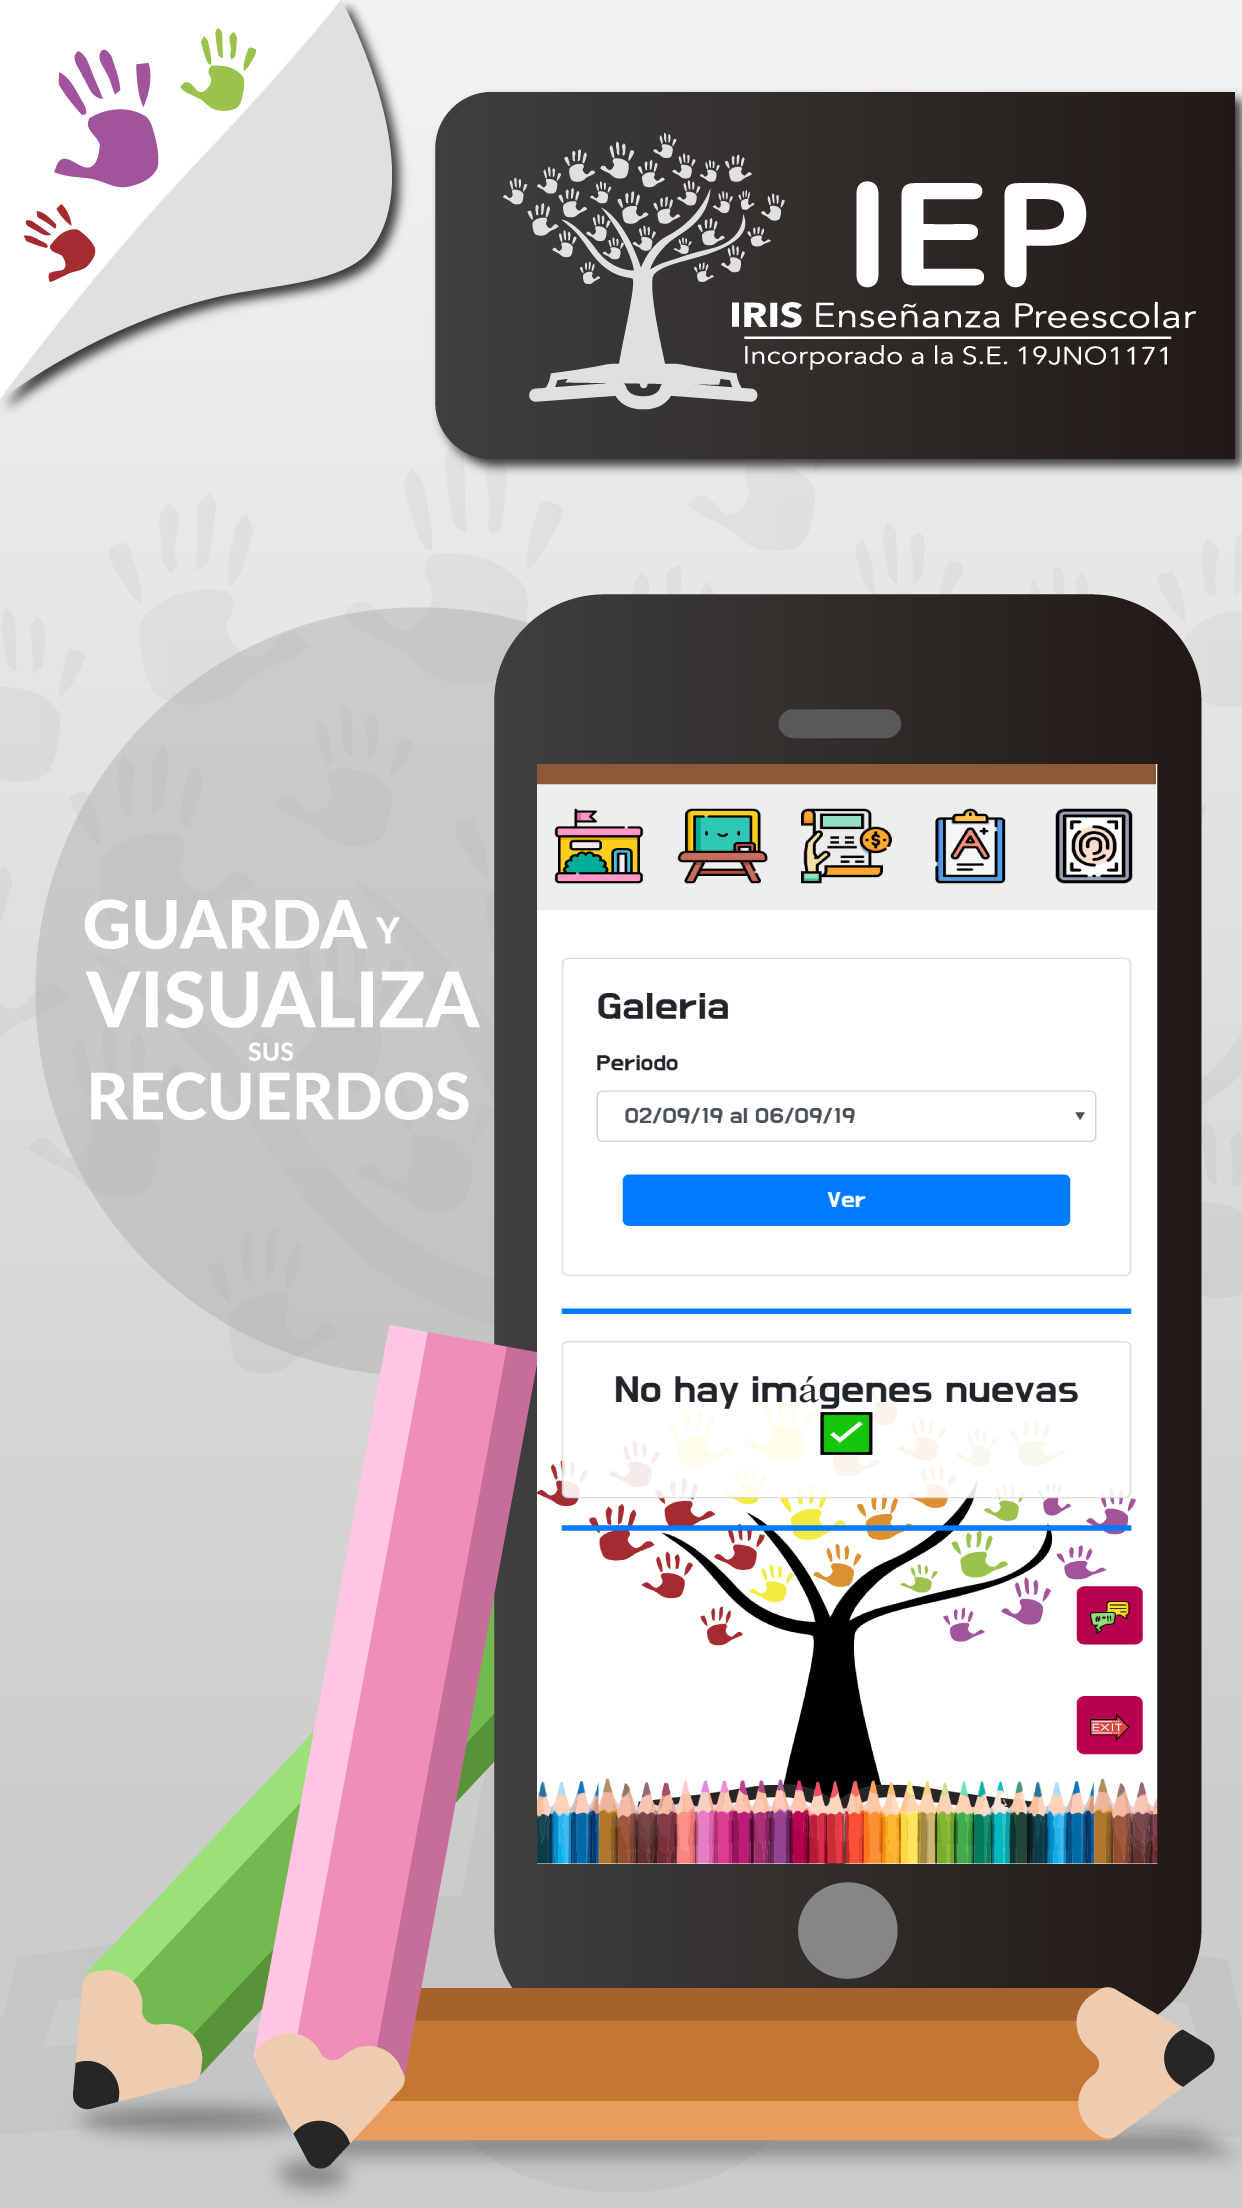 IEP
IRIS Enseñanza Preescolar
Incorporado a la S.E. 19JNO1171
GUARDA Y
VISUALIZA
SUS
RECUERDOS
Galeria
Periodo
02/09/19 al 06/09/19
Ver
No hay imágenes nuevas
#*!!
EXIT